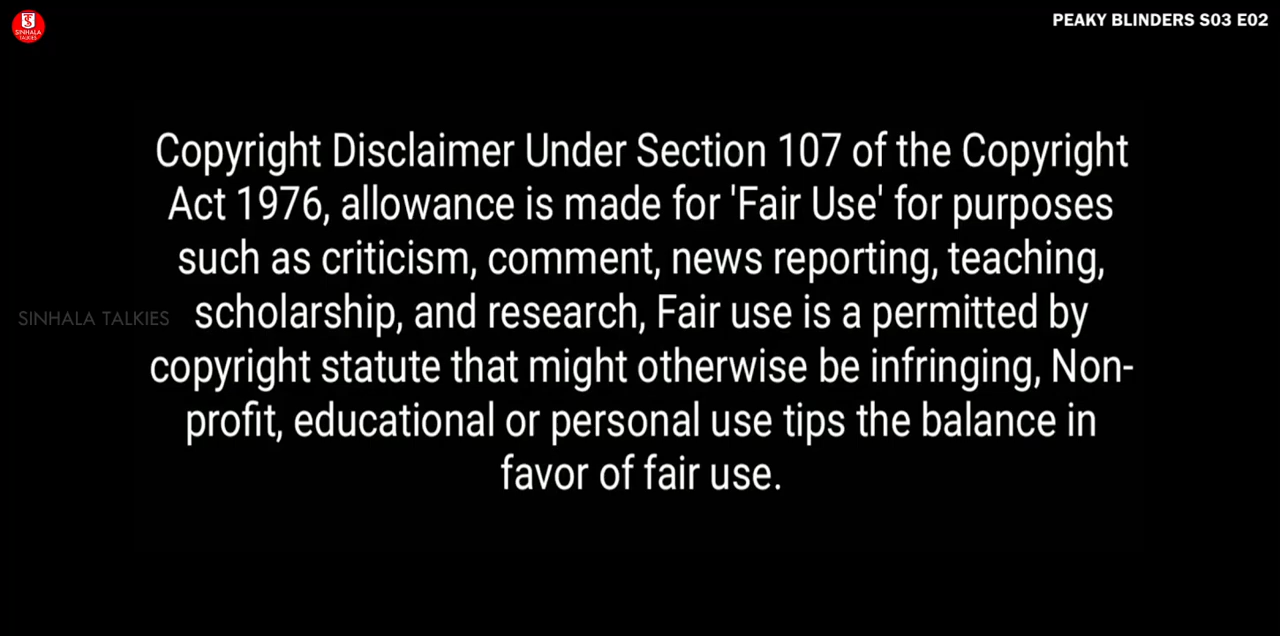 SINHALA
TALKIES
PEAKY BLINDERS S03 E02
Copyright Disclaimer Under Section 107 of the Copyright
Act 1976, allowance is made for 'Fair Use' for purposes
such as criticism, comment, news reporting, teaching,
scholarship, and research, Fair use is a permitted by
copyright statute that might otherwise be infringing, Non-
profit, educational or personal use tips the balance in
favor of fair use.
SINHALA TALKIES